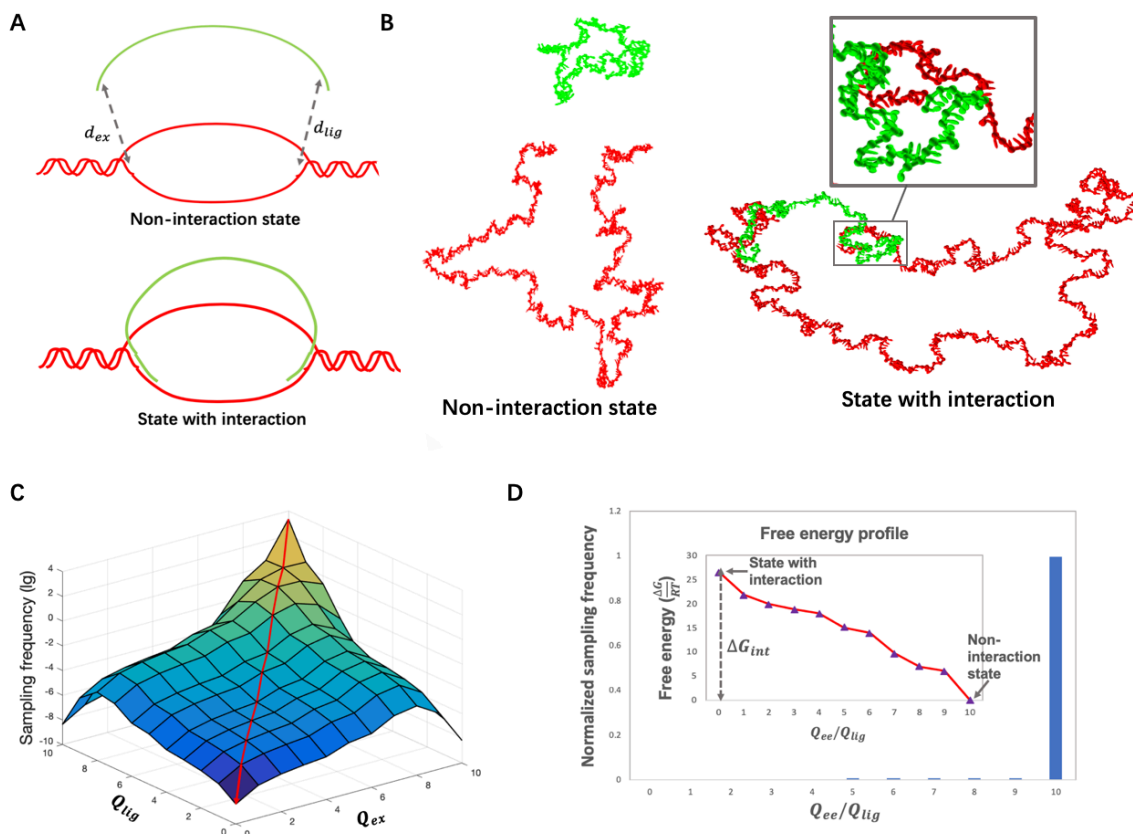 A
d_ex
d_lig
Non-interaction state
State with interaction
B
Non-interaction state
State with interaction
C
Sampling frequency (lg)
4
2
0
-2
-4
-6
-8
-10
10
8
6
4
2
0
Q_lig
0
2
4
6
8
10
Q_ex
D
Normalized sampling frequency
1.2
1
0.8
0.6
0.4
0.2
0
Free energy profile
Free energy (ΔG/RT)
30
25
20
15
10
5
0
State with
interaction
ΔG_int
Non-
interaction
state
0 1 2 3 4 5 6 7 8 9 10
Q_ee/Q_lig
0 1 2 3 4 5 6 7 8 9 10
Q_ee/Q_lig